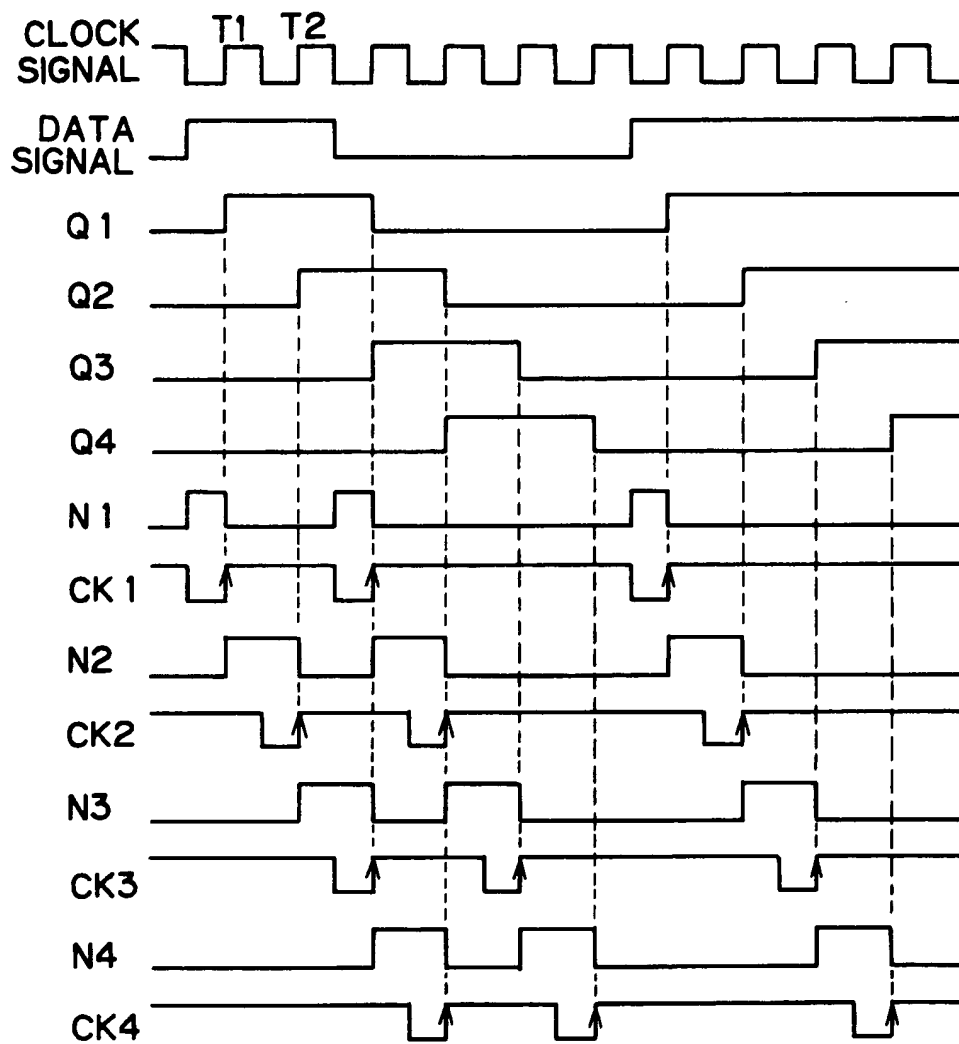 T1 T2
CLOCK
SIGNAL
DATA
SIGNAL
Q1
Q2
Q3
Q4
N1
CK1
N2
CK2
N3
CK3
N4
CK4